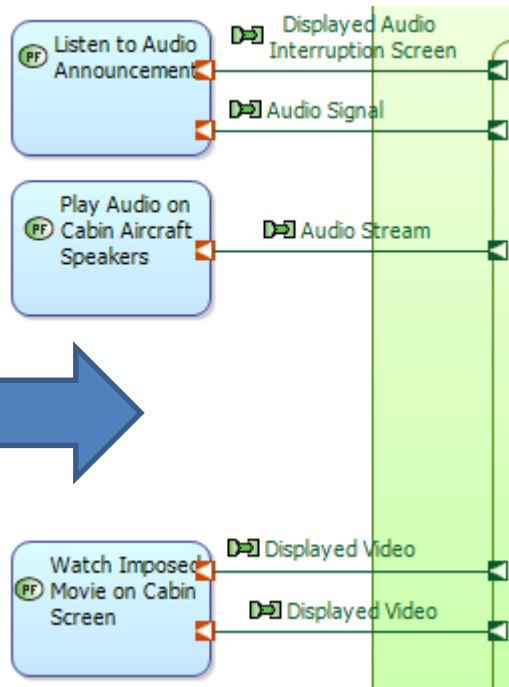 Displayed Audio
Interruption Screen
PF
Listen to Audio
Announcement
Audio Signal
PF
Play Audio on
Cabin Aircraft
Speakers
Audio Stream
Displayed Video
PF
Watch Imposed
Movie on Cabin
Screen
Displayed Video